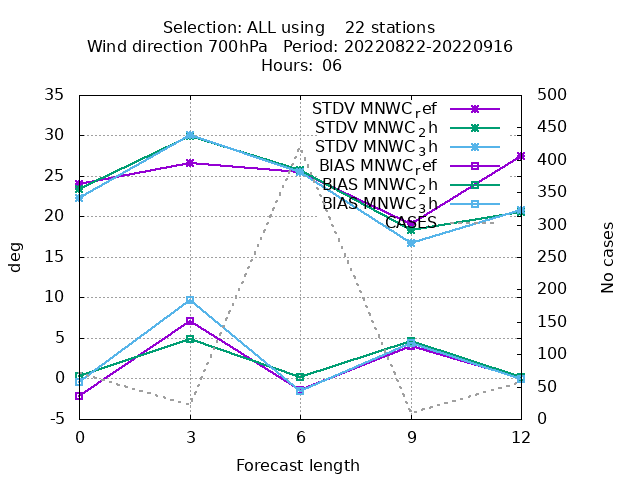 Selection: ALL using 22 stations
Wind direction 700hPa Period: 20220822-20220916
Hours: 06
35
30
25
20
15
10
5
0
-5
500
450
400
350
300
250
200
150
100
50
0
deg
No cases
STDV MNWC_ref
STDV MNWC_2h
STDV MNWC_3h
BIAS MNWC_ref
BIAS MNWC_2h
BIAS MNWC_3h
CASES
0 3 6 9 12
Forecast length